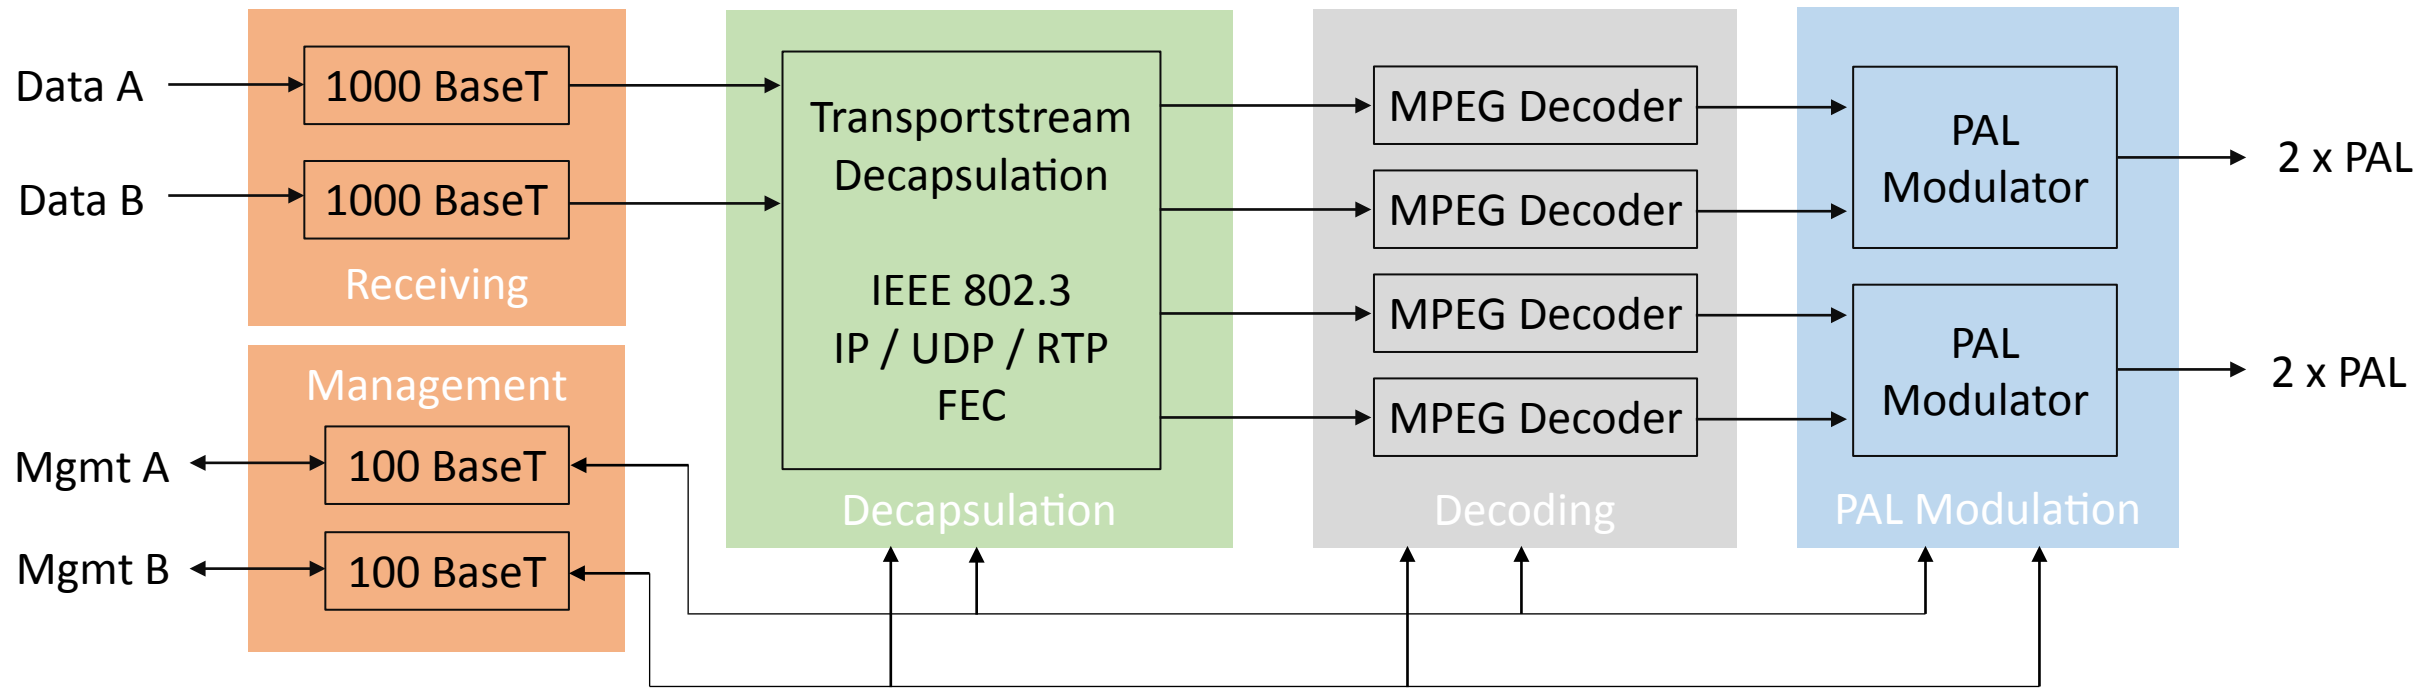 Data A
1000 BaseT
Data B
1000 BaseT
Receiving
Management
Mgmt A
100 BaseT
Mgmt B
100 BaseT
Transportstream
Decapsulation
IEEE 802.3
IP / UDP / RTP
FEC
Decapsulation
MPEG Decoder
MPEG Decoder
MPEG Decoder
MPEG Decoder
Decoding
PAL
Modulator
PAL
Modulator
PAL Modulation
2 x PAL
2 x PAL